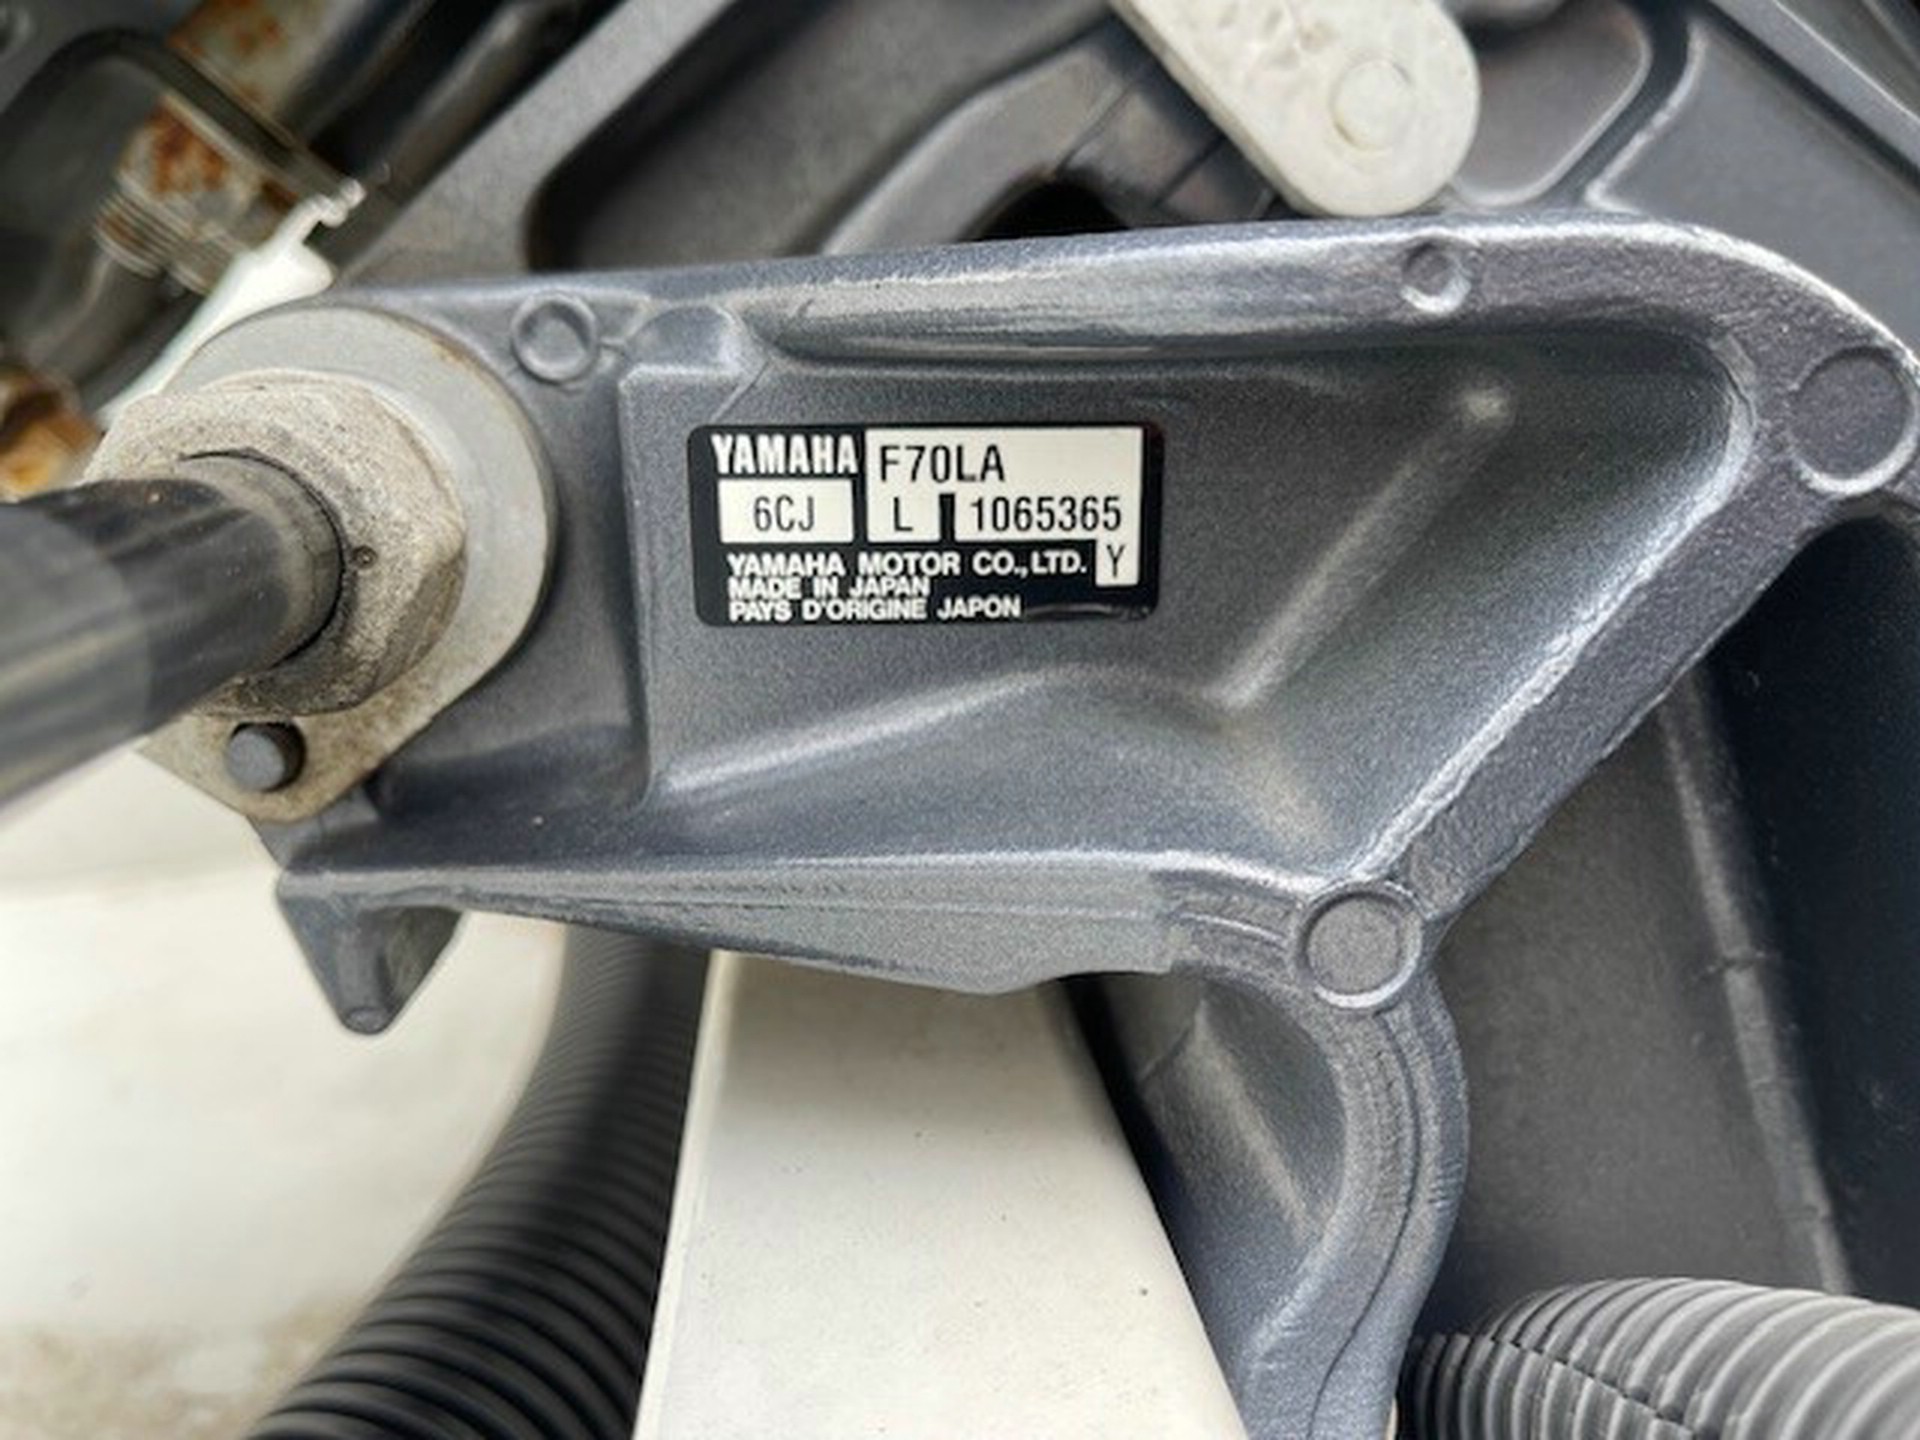 YAMAHA F70LA
6CJ L 1065365
YAMAHA MOTOR CO., LTD. Y
MADE IN JAPAN
PAYS D'ORIGINE JAPON